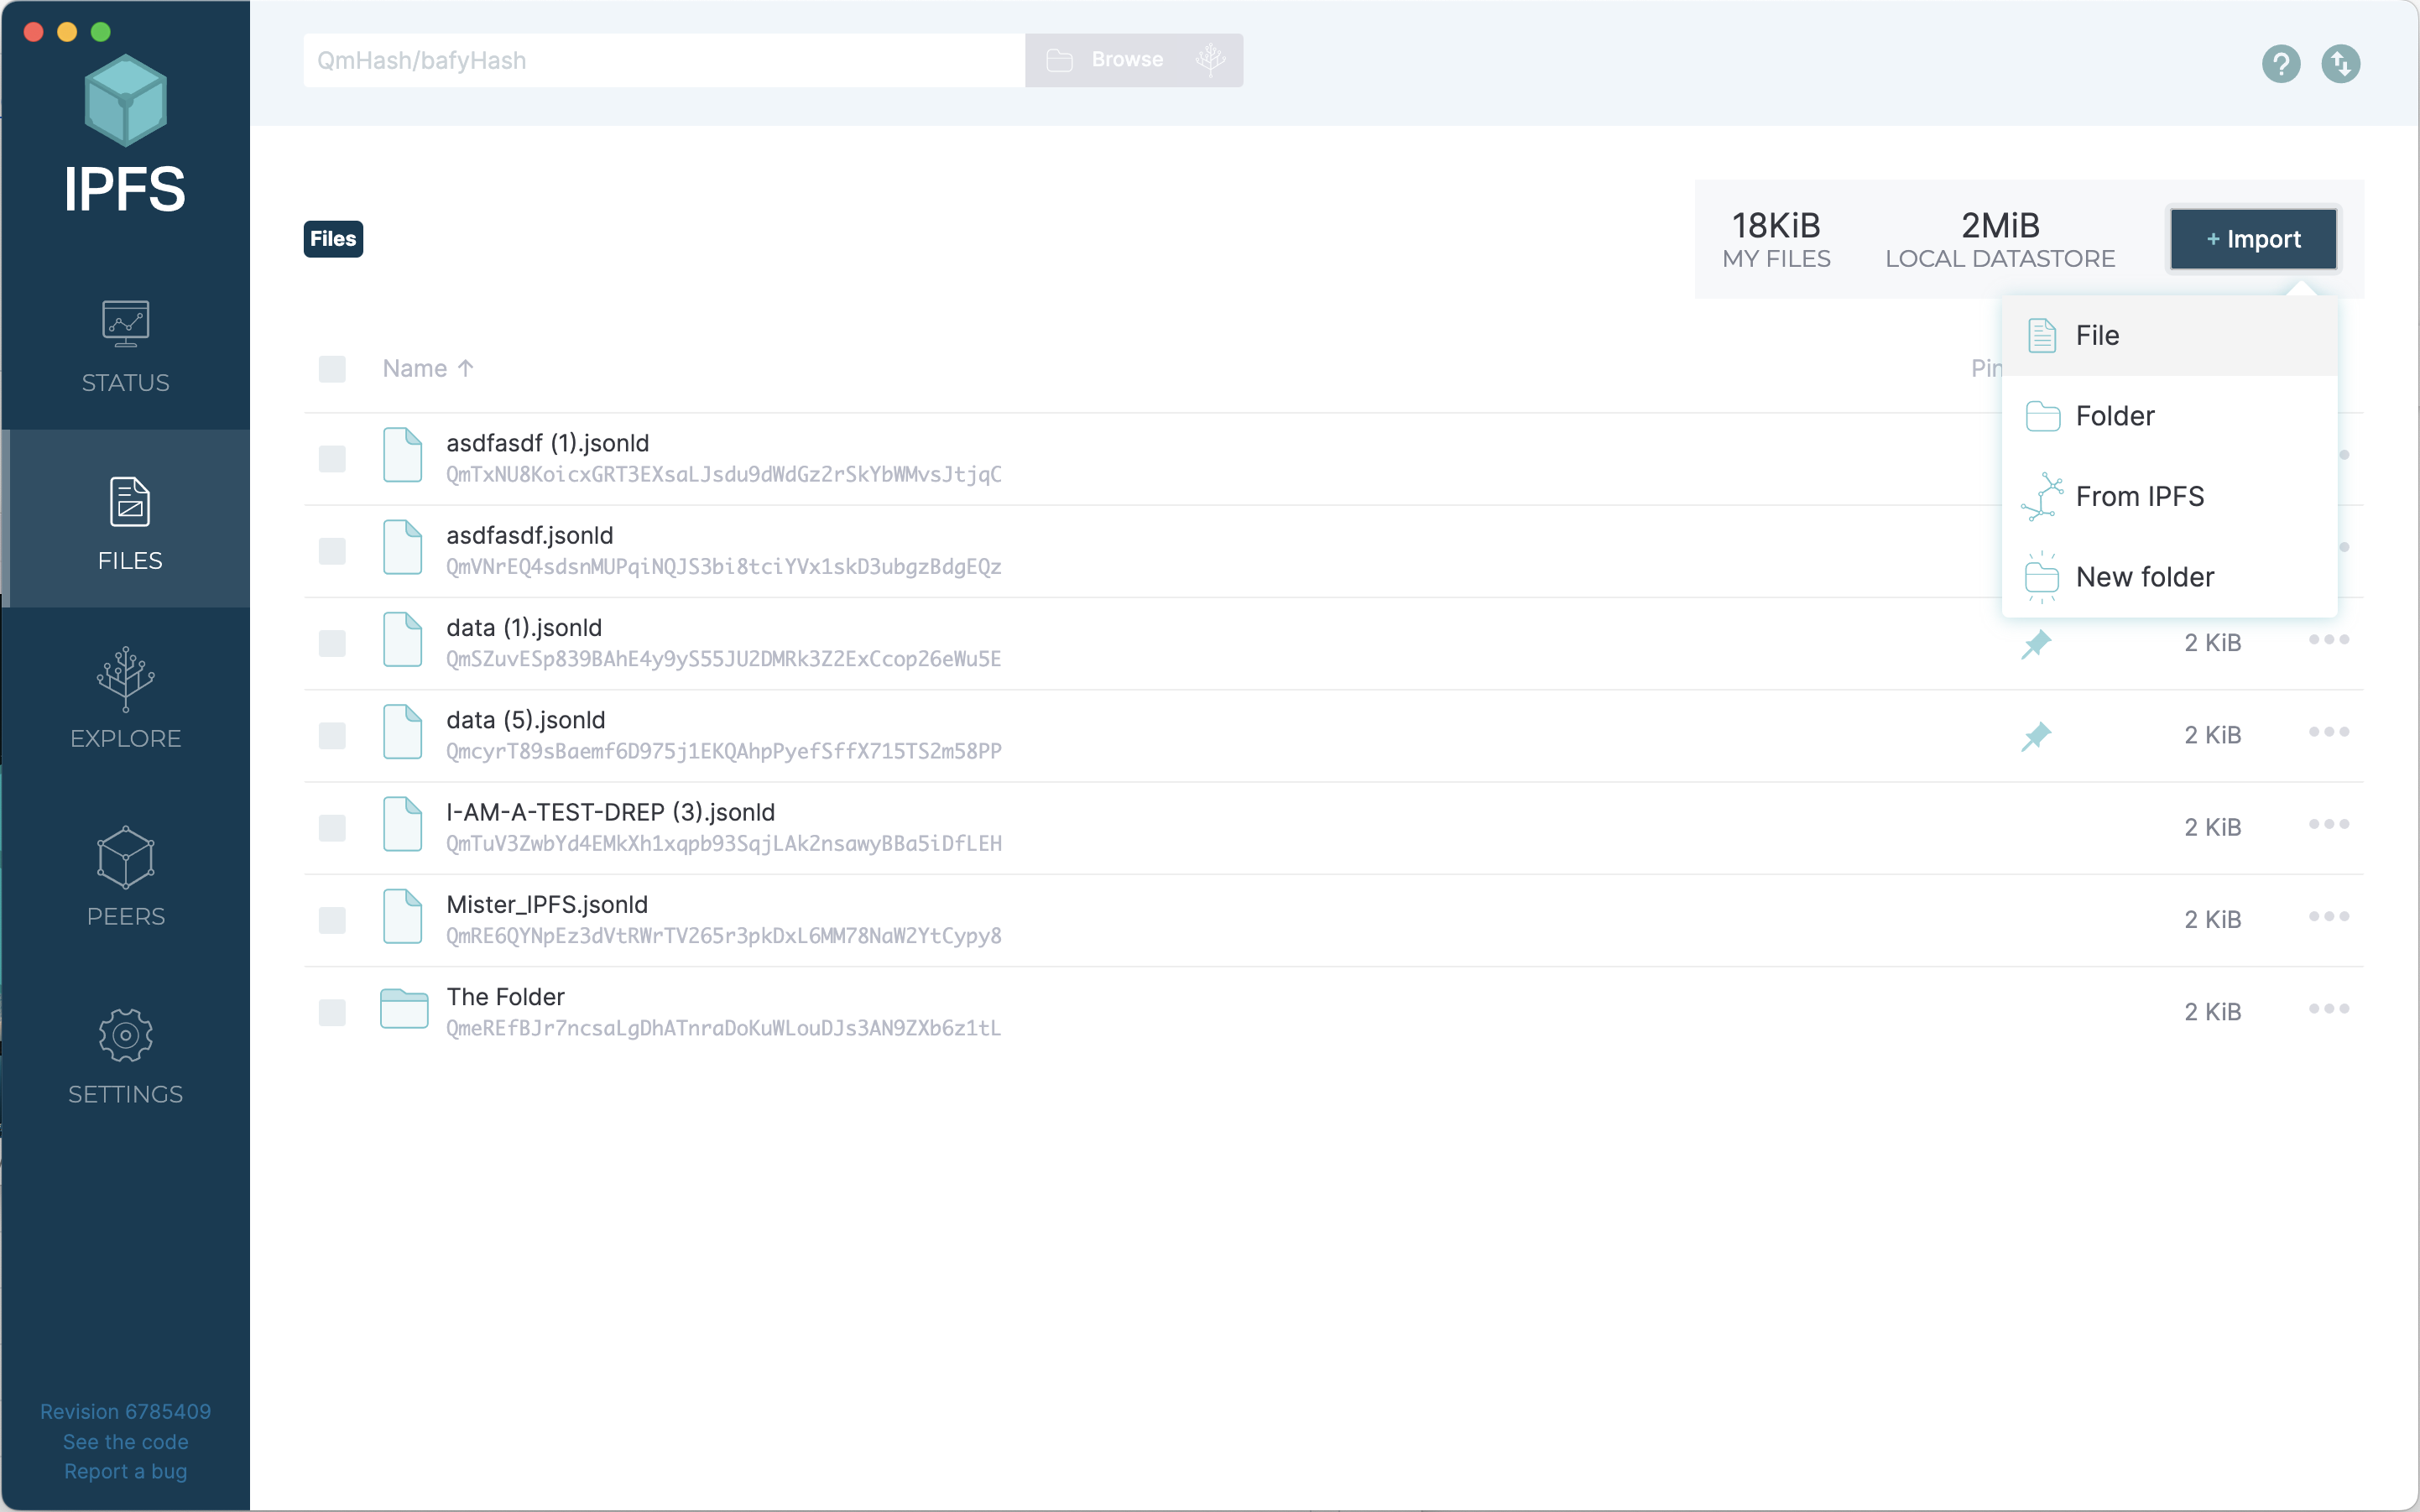 QmHash/bafyHash
Browse
IPFS
Files
18KiB
MY FILES
2MiB
LOCAL DATASTORE
+ Import
File
Folder
From IPFS
New folder
STATUS
FILES
EXPLORE
PEERS
SETTINGS
Name ↑
asdfasdf (1).jsonld
QmTxNU8KoicxGRT3EXsaLJsdu9dWdGz2rSkYbWMvsJtjqC
asdfasdf.jsonld
QmVNrEQ4sdsnMUPqiNQJS3bi8tciYVx1skD3ubgzBdgEQz
data (1).jsonld
QmSZuvESp839BAhE4y9yS55JU2DMRk3Z2ExCcop26eWu5E
2 KiB
data (5).jsonld
QmcyrT89sBaemf6D975j1EKQAhpPyefSffX715TS2m58PP
2 KiB
I-AM-A-TEST-DREP (3).jsonld
QmTuV3ZwbYd4EMkXh1xqpb93SqjLAk2nsawyBBa5iDfLEH
2 KiB
Mister_IPFS.jsonld
QmRE6QYNpEz3dVtRWrTV265r3pkDxL6MM78NaW2YtCypy8
2 KiB
The Folder
QmeREfBJr7ncsaLgDhATnraDoKuWLouDJs3AN9ZXb6z1tL
2 KiB
Revision 6785409
See the code
Report a bug